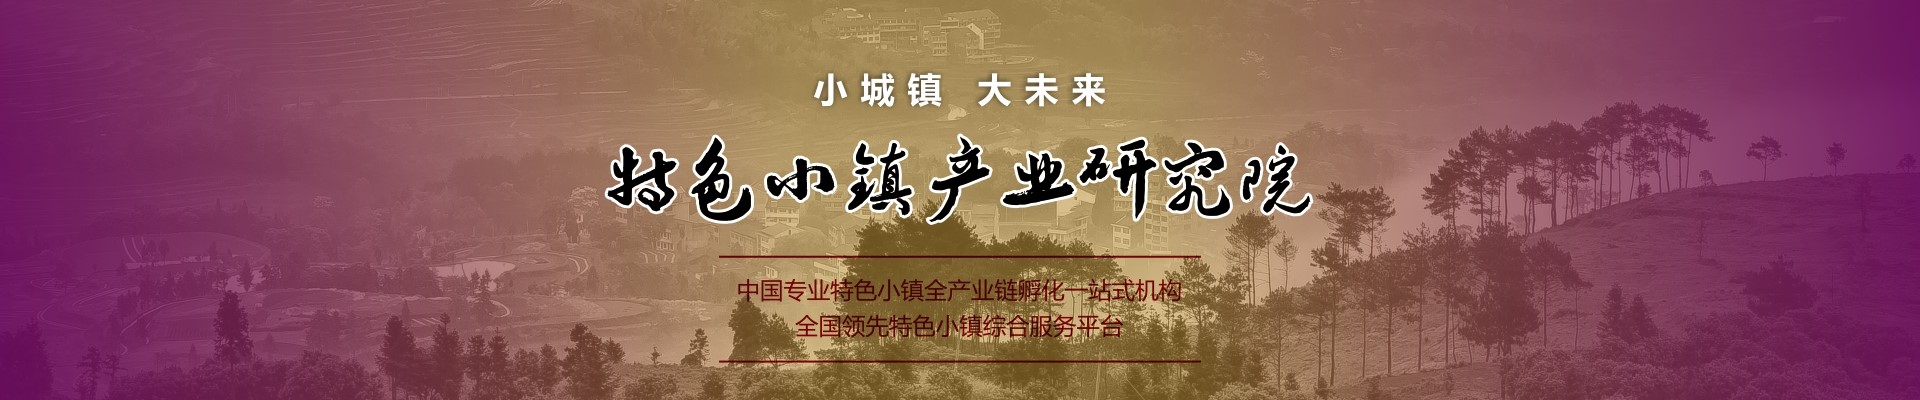 小城镇 大未来
特色小镇产业研究院
中国专业特色小镇全产业链孵化一站式机构
全国领先特色小镇综合服务平台